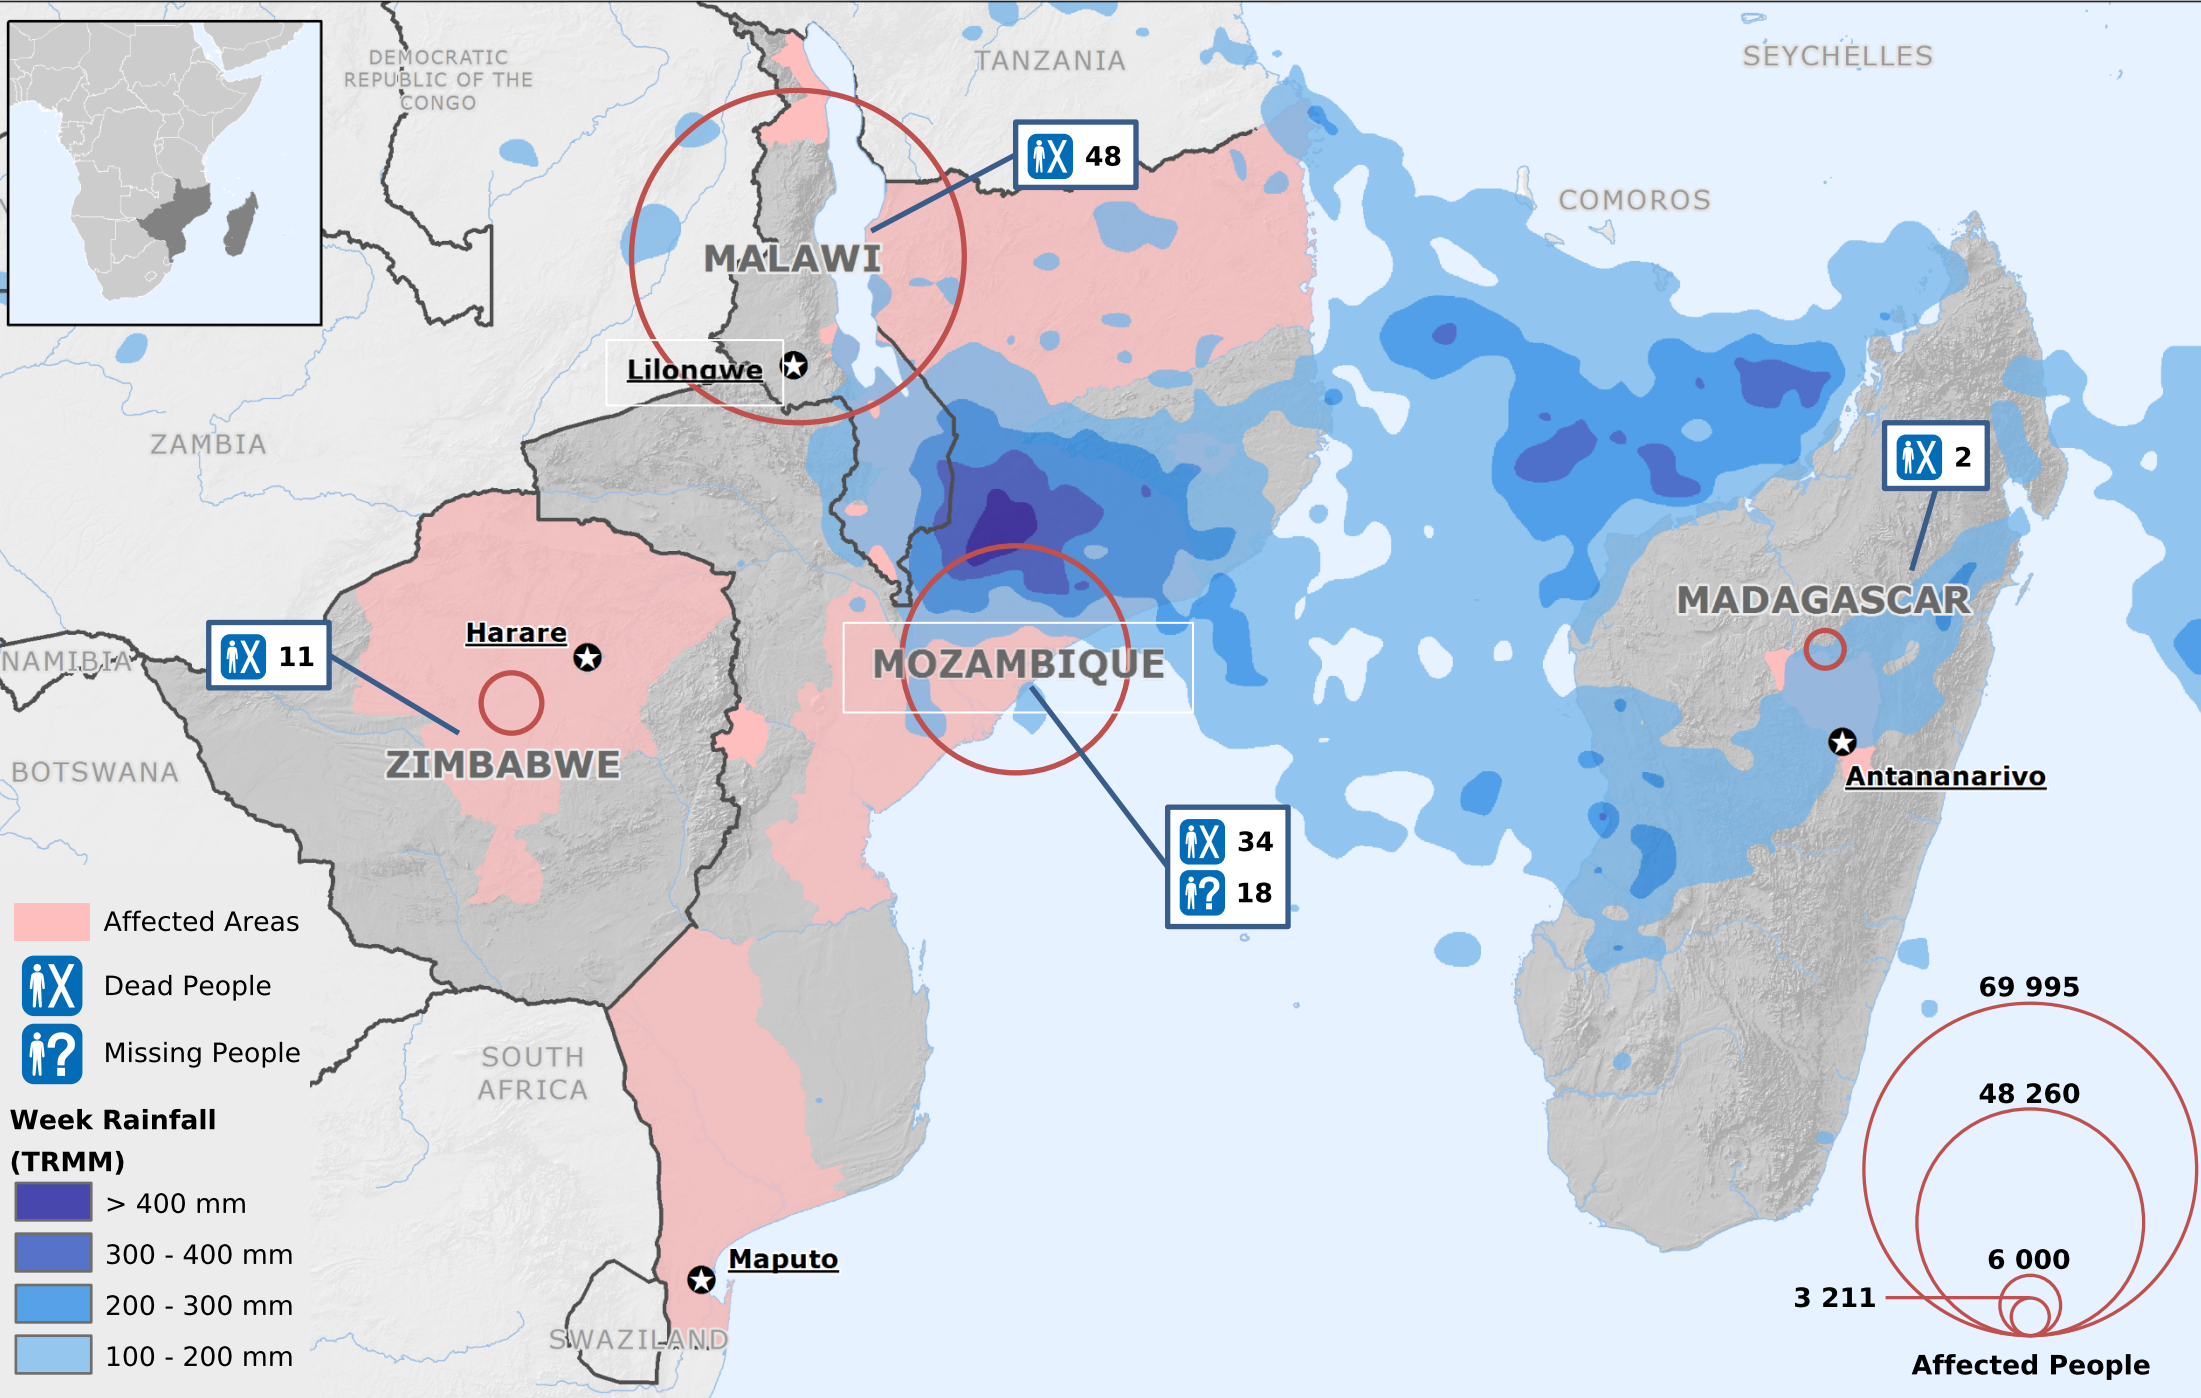 DEMOCRATIC
REPUBLIC OF THE
CONGO
TANZANIA
SEYCHELLES
48
COMOROS
MALAWI
Lilongwe
ZAMBIA
2
MADAGASCAR
Harare
11
NAMIBIA
MOZAMBIQUE
ZIMBABWE
BOTSWANA
Antananarivo
34
18
Affected Areas
Dead People
Missing People
SOUTH
AFRICA
Week Rainfall
(TRMM)
> 400 mm
300 - 400 mm
200 - 300 mm
100 - 200 mm
Maputo
SWAZILAND
69 995
48 260
6 000
3 211
Affected People